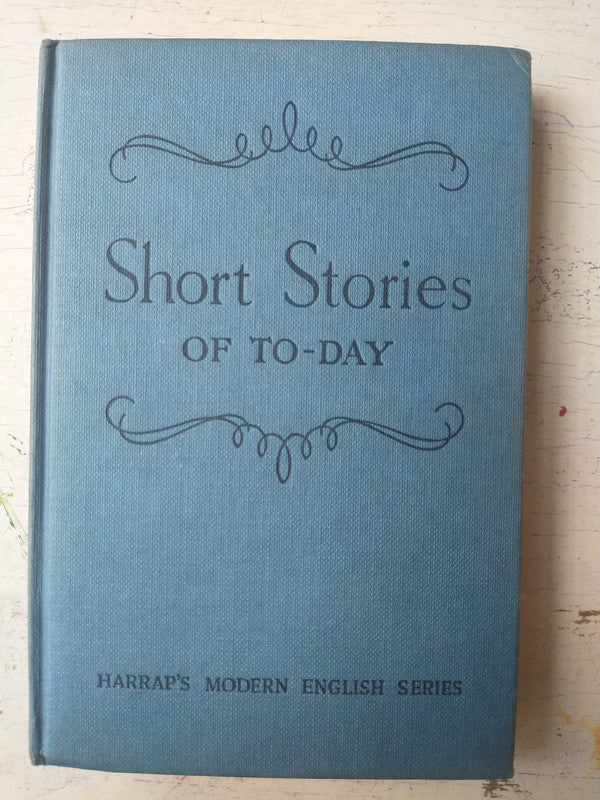 Short Stories
OF TO-DAY
HARRAP'S MODERN ENGLISH SERIES